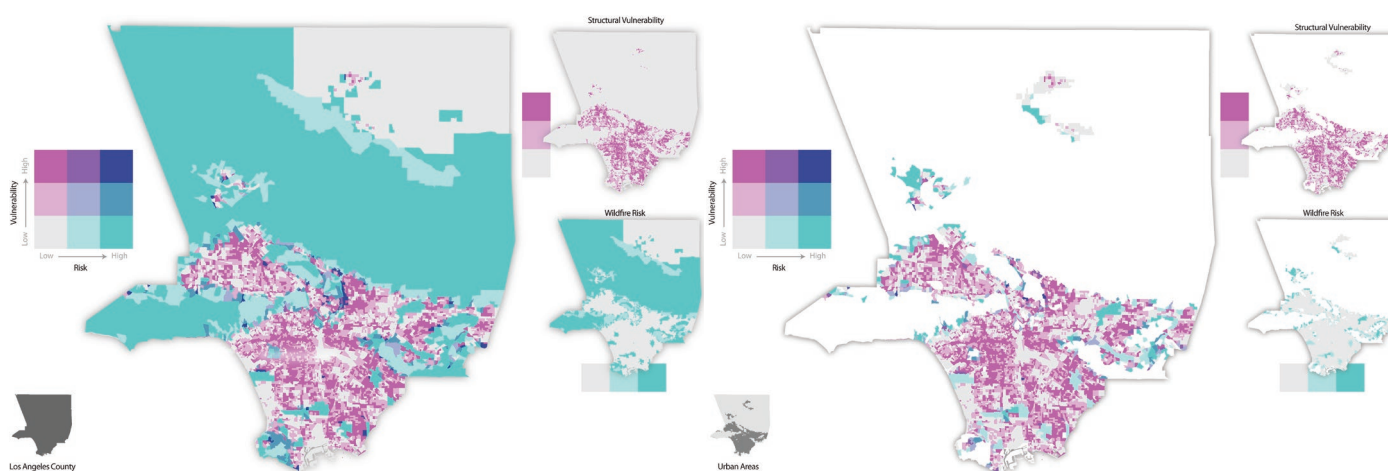 Structural Vulnerability
Vulnerability
Low
High
Low
High
Risk
Wildfire Risk
Los Angeles County
Structural Vulnerability
Vulnerability
Low
High
Low
High
Risk
Wildfire Risk
Urban Areas